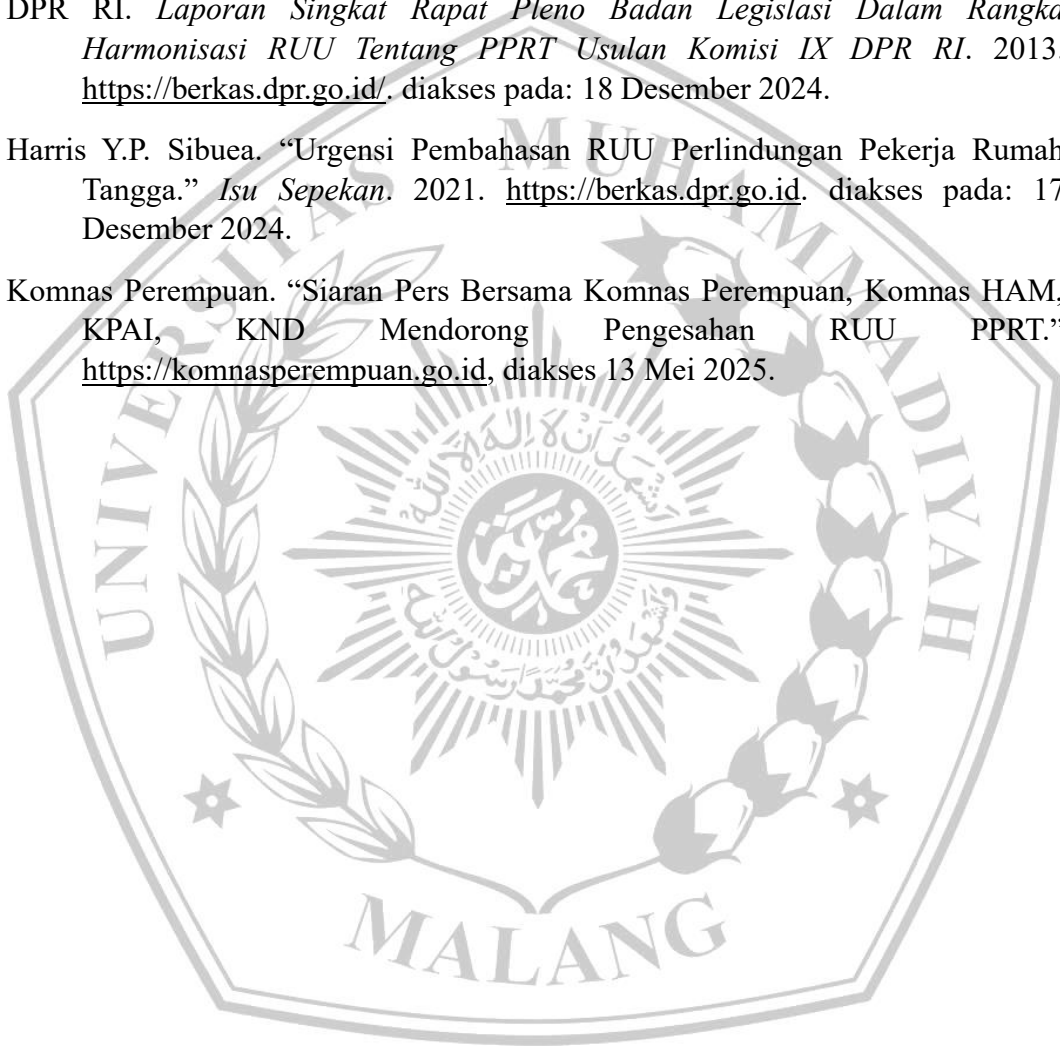 DPR RI. Laporan Singkat Rapat Pleno Badan Legislasi Dalam Rangka
Harmonisasi RUU Tentang PPRT Usulan Komisi IX DPR RI. 2013.
https://berkas.dpr.go.id/. diakses pada: 18 Desember 2024.
Harris Y.P. Sibuea. “Urgensi Pembahasan RUU Perlindungan Pekerja Rumah
Tangga.” Isu Sepekan. 2021. https://berkas.dpr.go.id. diakses pada: 17
Desember 2024.
Komnas Perempuan. “Siaran Pers Bersama Komnas Perempuan, Komnas HAM,
KPAI, KND Mendorong Pengesahan RUU PPRT.”
https://komnasperempuan.go.id, diakses 13 Mei 2025.
UNIVERSITAS MUHAMMADIYAH
MALANG